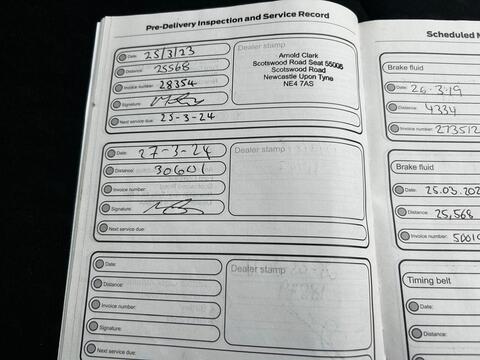 Pre-Delivery Inspection and Service Record
Date: 25/3/23
Distance: 25568
Invoice number: 28354
Signature:
Next service due: 25-3-24
Dealer stamp
Arnold Clark
Scotswood Road Seat 55006
Scotswood Road
Newcastle Upon Tyne
NE4 7AS
Date: 27-3-24
Distance: 30601
Invoice number:
Signature:
Next service due:
Dealer stamp
Date:
Distance:
Invoice number:
Signature:
Next service due:
Dealer stamp
Scheduled
Brake fluid
Date: 26-3-19
Distance: 4334
Invoice number: 273512
Brake fluid
Date: 25.03.202
Distance: 25,568
Invoice number: 5001
Timing belt
Date:
Distance:
Invoice number: